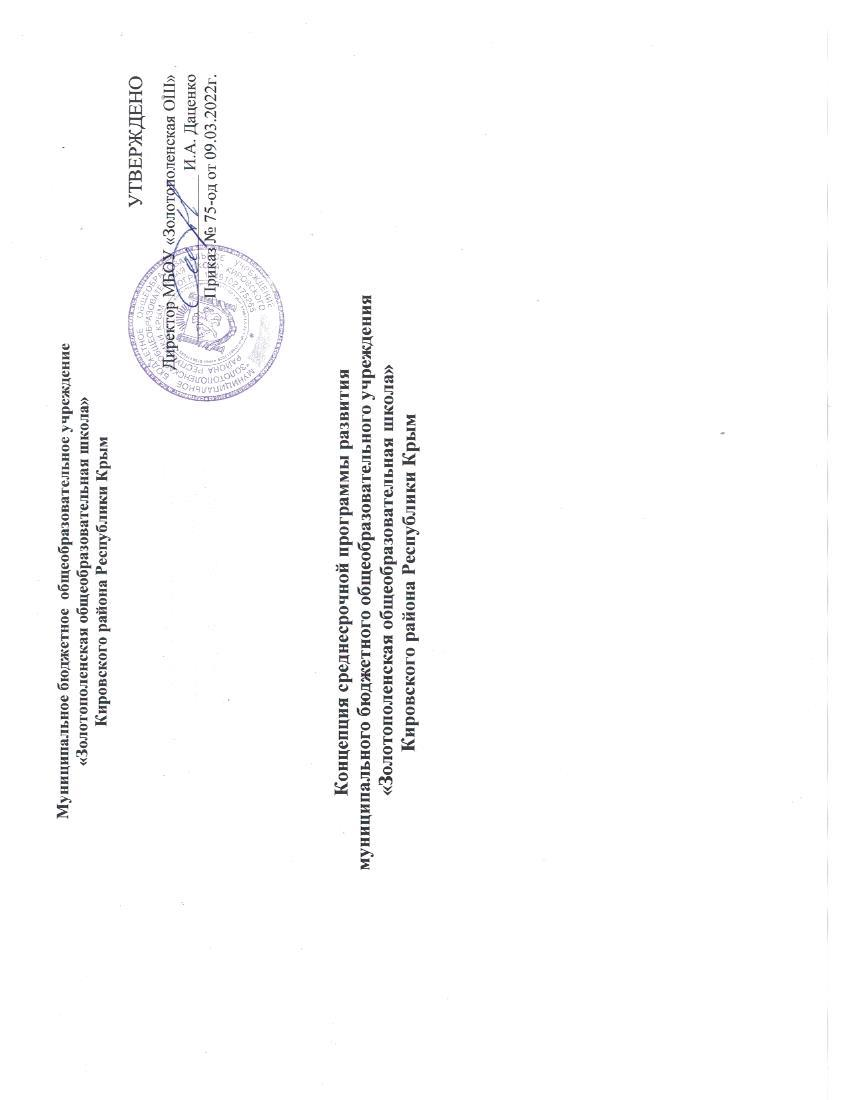 Муниципальное бюджетное общеобразовательное учреждение
«Золотополенская общеобразовательная школа»
Кировского района Республики Крым
УТВЕРЖДЕНО
Директор МБОУ «Золотополенская ОШ»
И.А. Даценко
Приказ № 75-од от 09.03.2022г.
Концепция среднесрочной программы развития
муниципального бюджетного общеобразовательного учреждения
«Золотополенская общеобразовательная школа»
Кировского района Республики Крым